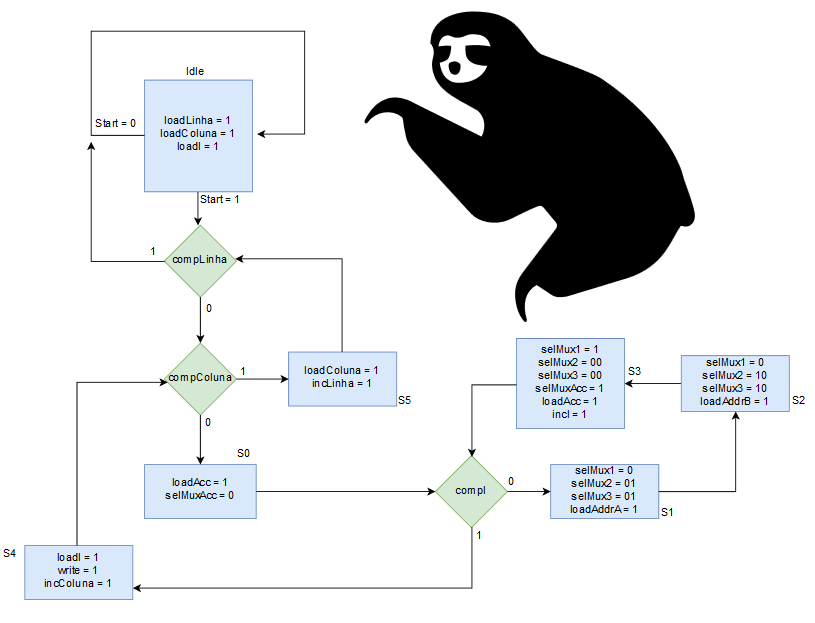 Idle
Start = 0
loadLinha = 1
loadColuna = 1
loadI = 1
Start = 1
1
compLinha
0
compColuna
1
loadColuna = 1
incLinha = 1
S5
0
S0
loadAcc = 1
selMuxAcc = 0
selMux1 = 1
selMux2 = 00
selMux3 = 00
selMuxAcc = 1
loadAcc = 1
incI = 1
S3
selMux1 = 0
selMux2 = 10
selMux3 = 10
loadAddrB = 1
S2
compI
0
selMux1 = 0
selMux2 = 01
selMux3 = 01
loadAddrA = 1
S1
1
S4
loadI = 1
write = 1
incColuna = 1